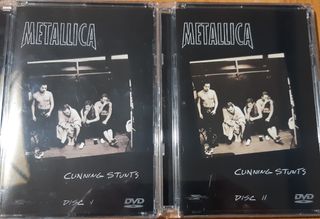 METALLICA
CUNNING STUNTS
DISC I
DVD
METALLICA
CUNNING STUNTS
DISC II
DVD